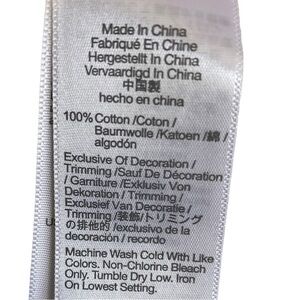 Made In China
Fabriqué En Chine
Hergestellt In China
Vervaardigd In China
中国製
hecho en china
100% Cotton /Coton /
Baumwolle /Katoen /綿 /
algodón
Exclusive Of Decoration /
Trimming /Sauf De Décoration
/ Garniture /Exklusiv Von
Dekoration / Trimming /
Exclusief Van Decoratie /
Trimming /装飾/トリミング
の排他的 /exclusivo de la
decoración / recordo
Machine Wash Cold With Like
Colors. Non-Chlorine Bleach
Only. Tumble Dry Low. Iron
On Lowest Setting.